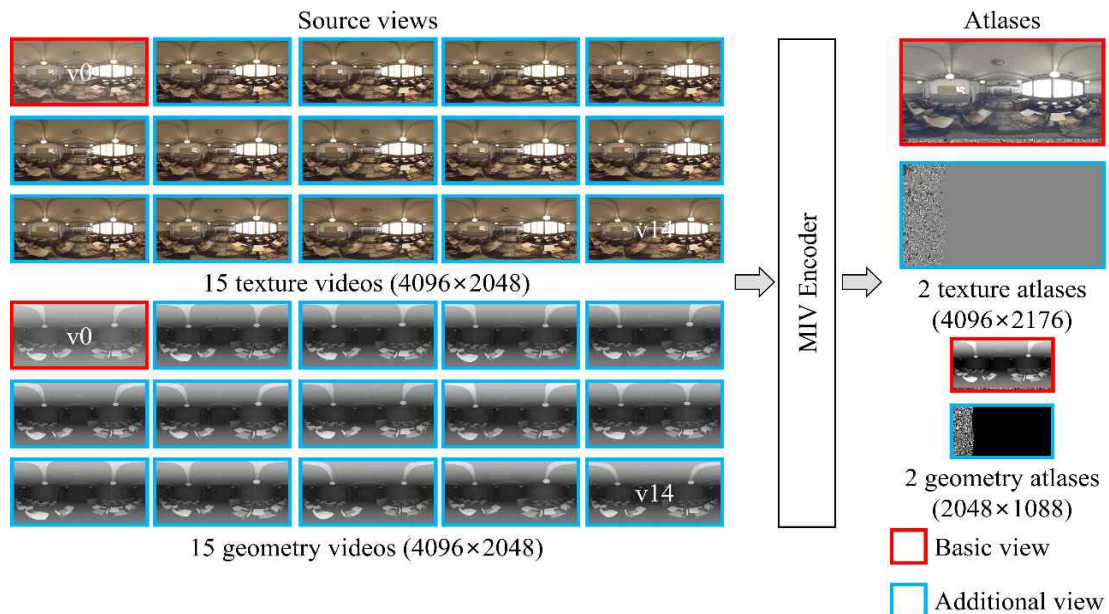 Source views
Atlases
v0
v14
15 texture videos (4096×2048)
MIV Encoder
2 texture atlases
(4096×2176)
v0
v14
15 geometry videos (4096×2048)
2 geometry atlases
(2048×1088)
Basic view
Additional view